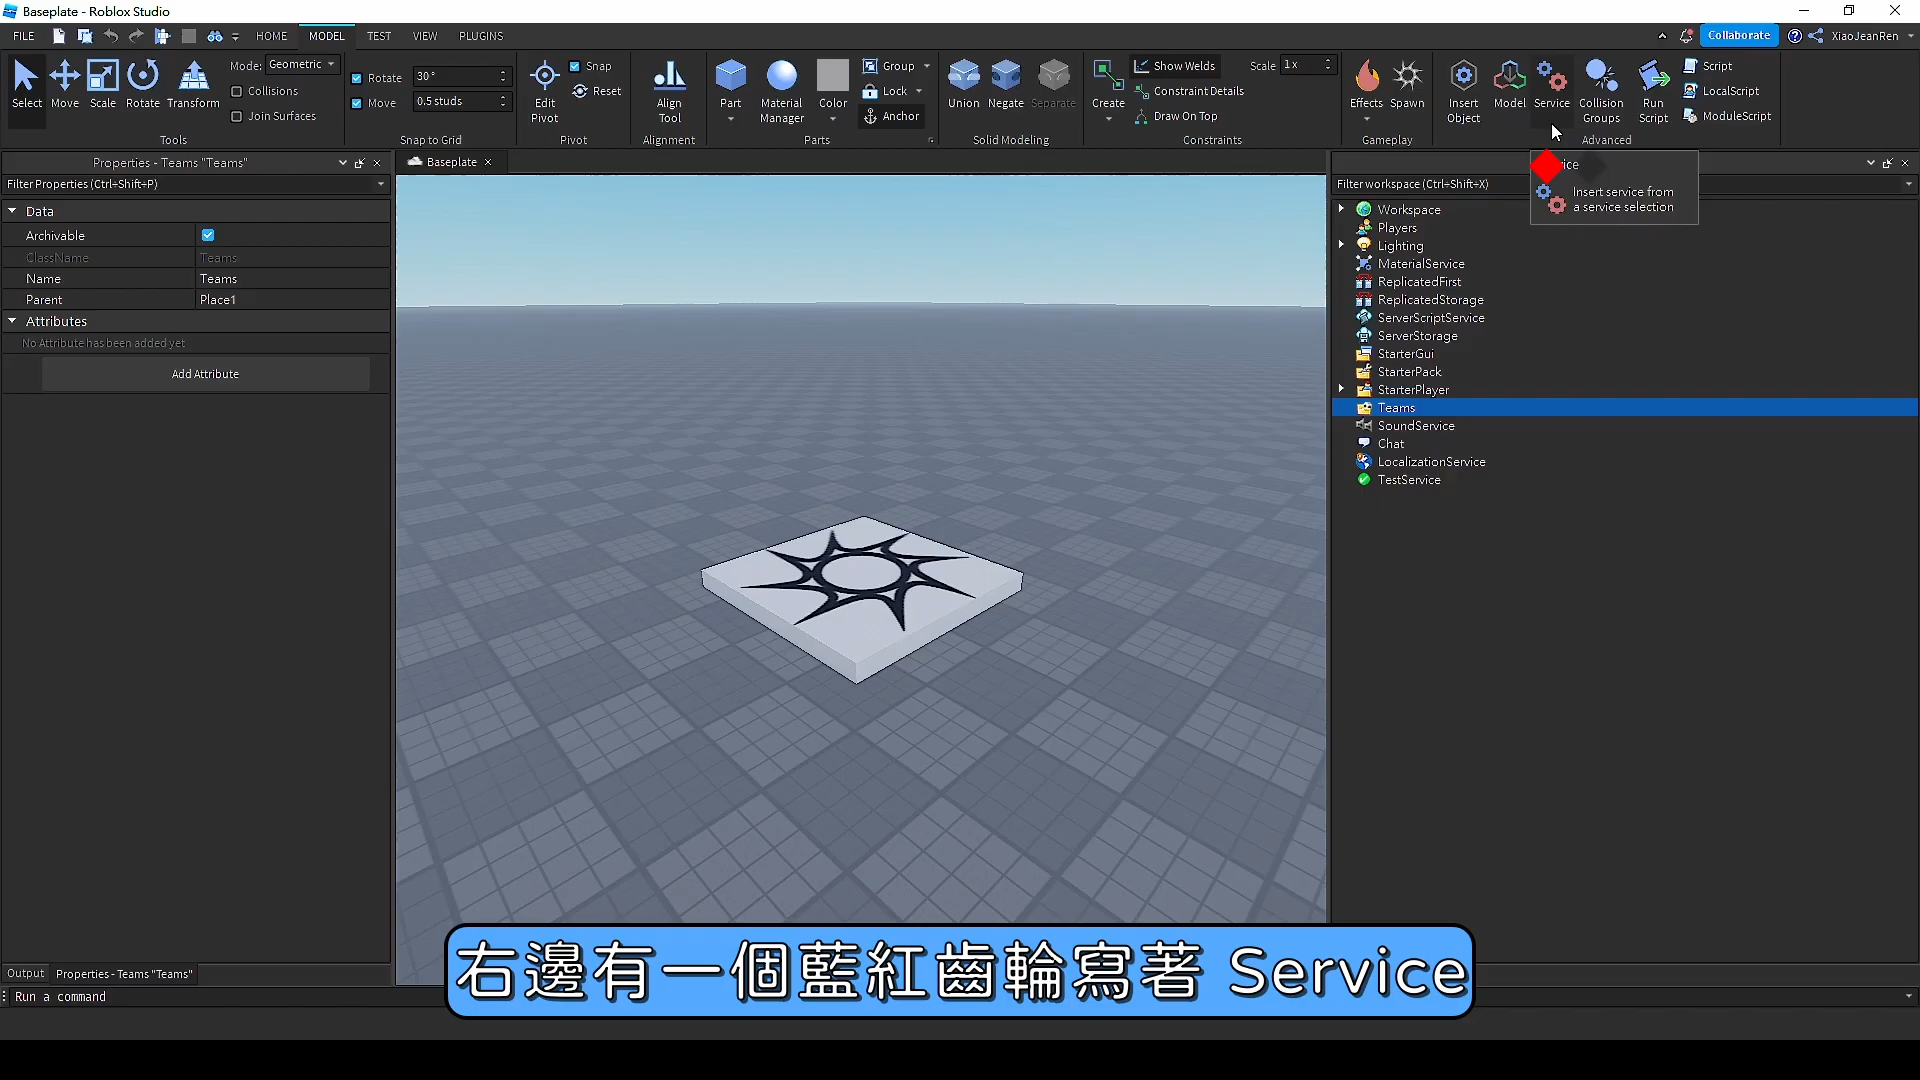 Baseplate - Roblox Studio
FILE HOME MODEL TEST VIEW PLUGINS Collaborate XiaoJeanRen
Mode: Geometric
Collisions
Join Surfaces
Select Move Scale Rotate Transform
Tools
Rotate 30°
Move 0.5 studs
Snap to Grid
Edit Pivot
Snap
Reset
Pivot
Align Tool
Alignment
Part Material Manager Color
Group
Lock
Anchor
Parts
Union Negate Separate
Solid Modeling
Create
Show Welds
Constraint Details
Draw On Top
Scale 1x
Constraints
Effects Spawn
Gameplay
Insert Object Model Service Collision Groups Run Script
Script
LocalScript
ModuleScript
Advanced
Properties - Teams "Teams"
Filter Properties (Ctrl+Shift+P)
Data
Archivable
ClassName Teams
Name Teams
Parent Place1
Attributes
No Attribute has been added yet
Add Attribute
Output Properties - Teams "Teams"
Run a command
Baseplate
Insert service from
a service selection
Filter workspace (Ctrl+Shift+X)
Workspace
Players
Lighting
MaterialService
ReplicatedFirst
ReplicatedStorage
ServerScriptService
ServerStorage
StarterGui
StarterPack
StarterPlayer
Teams
SoundService
Chat
LocalizationService
TestService
右邊有一個藍紅齒輪寫著 Service